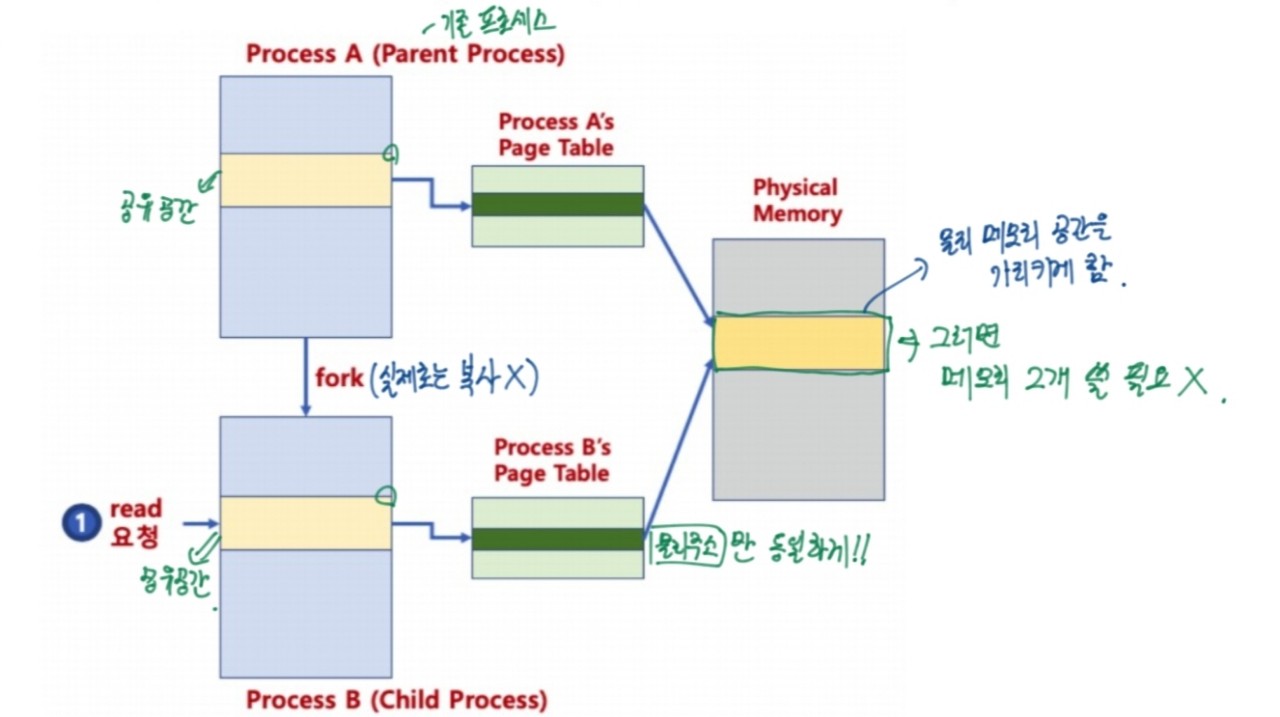 - 기존 프로세스
Process A (Parent Process)
Process A's
Page Table
공유공간
Physical
Memory
물리 메모리 공간을
가리키게 함.
→ 그러면
메모리 2개 쓸 필요 X.
fork (실제로는 복사 X)
Process B's
Page Table
1 read
요청
물리주소만 동일하게!!
공유공간.
Process B (Child Process)